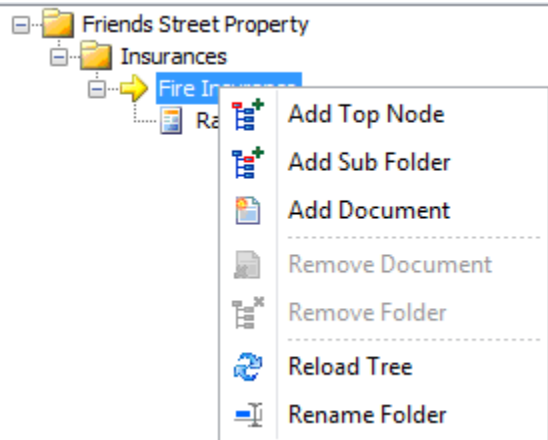 Friends Street Property
Insurances
Fire Insurance
Add Top Node
Add Sub Folder
Add Document
Remove Document
Remove Folder
Reload Tree
Rename Folder